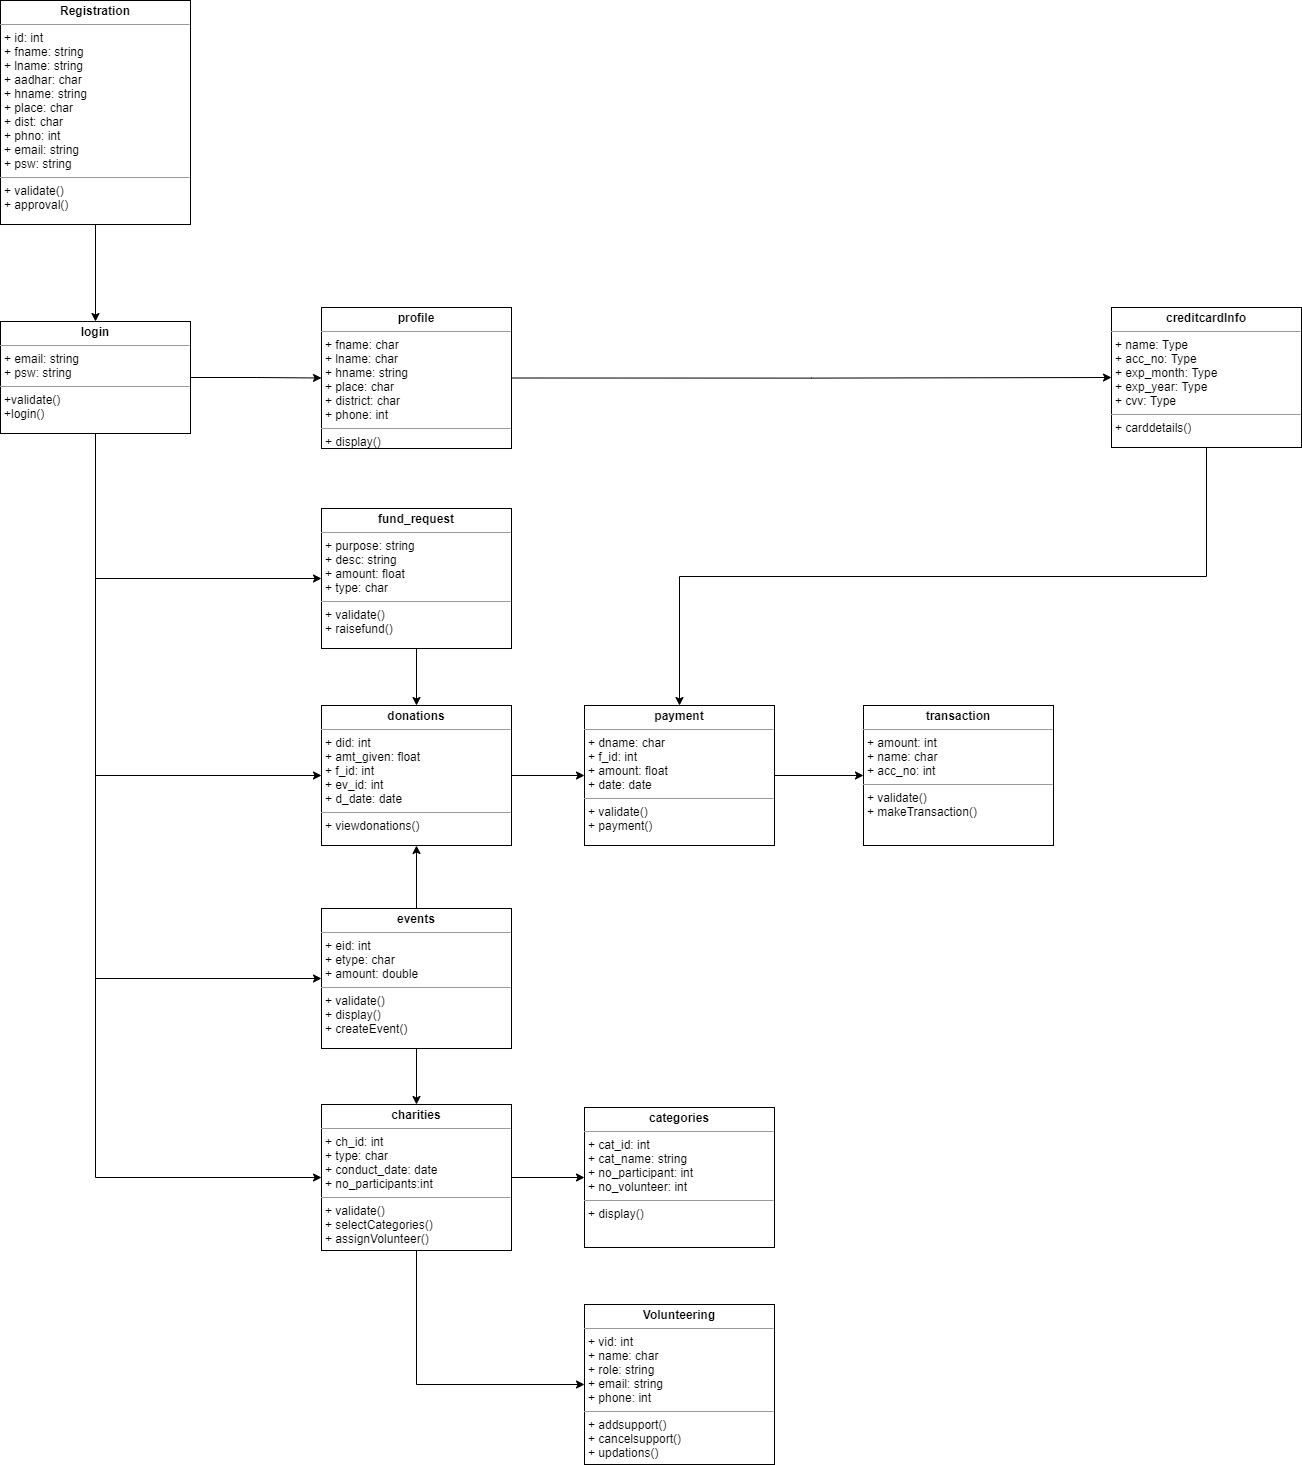 Registration
+ id: int
+ fname: string
+ lname: string
+ aadhar: char
+ hname: string
+ place: char
+ dist: char
+ phno: int
+ email: string
+ psw: string
+ validate()
+ approval()
login
+ email: string
+ psw: string
+validate()
+login()
profile
+ fname: char
+ lname: char
+ hname: string
+ place: char
+ district: char
+ phone: int
+ display()
creditcardInfo
+ name: Type
+ acc_no: Type
+ exp_month: Type
+ exp_year: Type
+ cvv: Type
+ carddetails()
fund_request
+ purpose: string
+ desc: string
+ amount: float
+ type: char
+ validate()
+ raisefund()
donations
+ did: int
+ amt_given: float
+ f_id: int
+ ev_id: int
+ d_date: date
+ viewdonations()
payment
+ dname: char
+ f_id: int
+ amount: float
+ date: date
+ validate()
+ payment()
transaction
+ amount: int
+ name: char
+ acc_no: int
+ validate()
+ makeTransaction()
events
+ eid: int
+ etype: char
+ amount: double
+ validate()
+ display()
+ createEvent()
charities
+ ch_id: int
+ type: char
+ conduct_date: date
+ no_participants:int
+ validate()
+ selectCategories()
+ assignVolunteer()
categories
+ cat_id: int
+ cat_name: string
+ no_participant: int
+ no_volunteer: int
+ display()
Volunteering
+ vid: int
+ name: char
+ role: string
+ email: string
+ phone: int
+ addsupport()
+ cancelsupport()
+ updations()